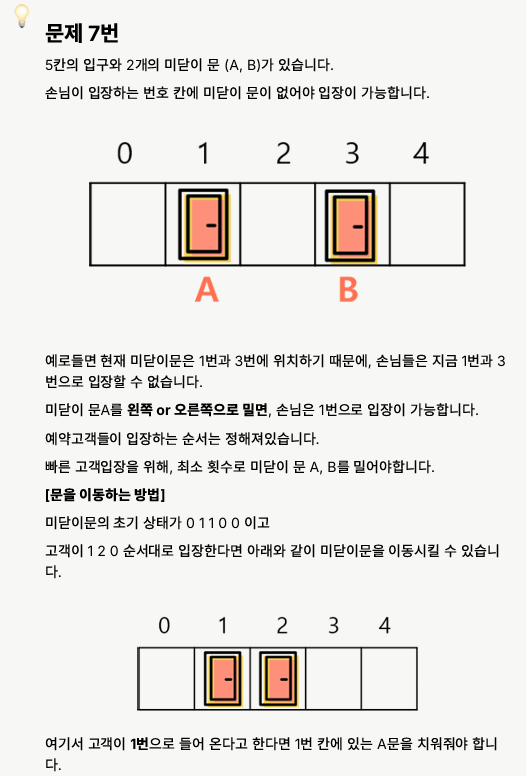 문제 7번
5칸의 입구와 2개의 미닫이 문 (A, B)가 있습니다.
손님이 입장하는 번호 칸에 미닫이 문이 없어야 입장이 가능합니다.
0 1 2 3 4
A B
예로들면 현재 미닫이문은 1번과 3번에 위치하기 때문에, 손님들은 지금 1번과 3
번으로 입장할 수 없습니다.
미닫이 문A를 왼쪽 or 오른쪽으로 밀면, 손님은 1번으로 입장이 가능합니다.
예약고객들이 입장하는 순서는 정해져있습니다.
빠른 고객입장을 위해, 최소 횟수로 미닫이 문 A, B를 밀어야합니다.
[문을 이동하는 방법]
미닫이문의 초기 상태가 0 1 1 0 0 이고
고객이 1 2 0 순서대로 입장한다면 아래와 같이 미닫이문을 이동시킬 수 있습니
다.
0 1 2 3 4
여기서 고객이 1번으로 들어 온다고 한다면 1번 칸에 있는 A문을 치워줘야 합니
다.